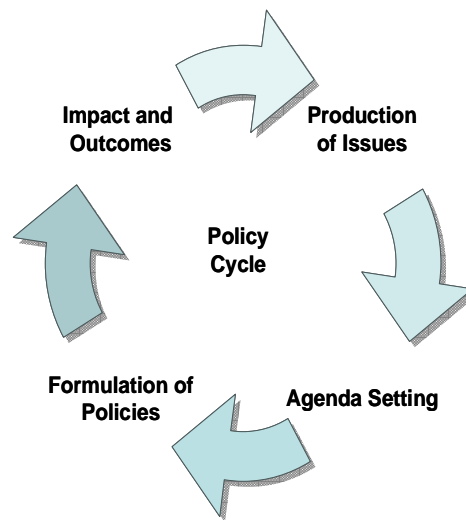 Impact and
Outcomes
Production
of Issues
Policy
Cycle
Formulation of
Policies
Agenda Setting